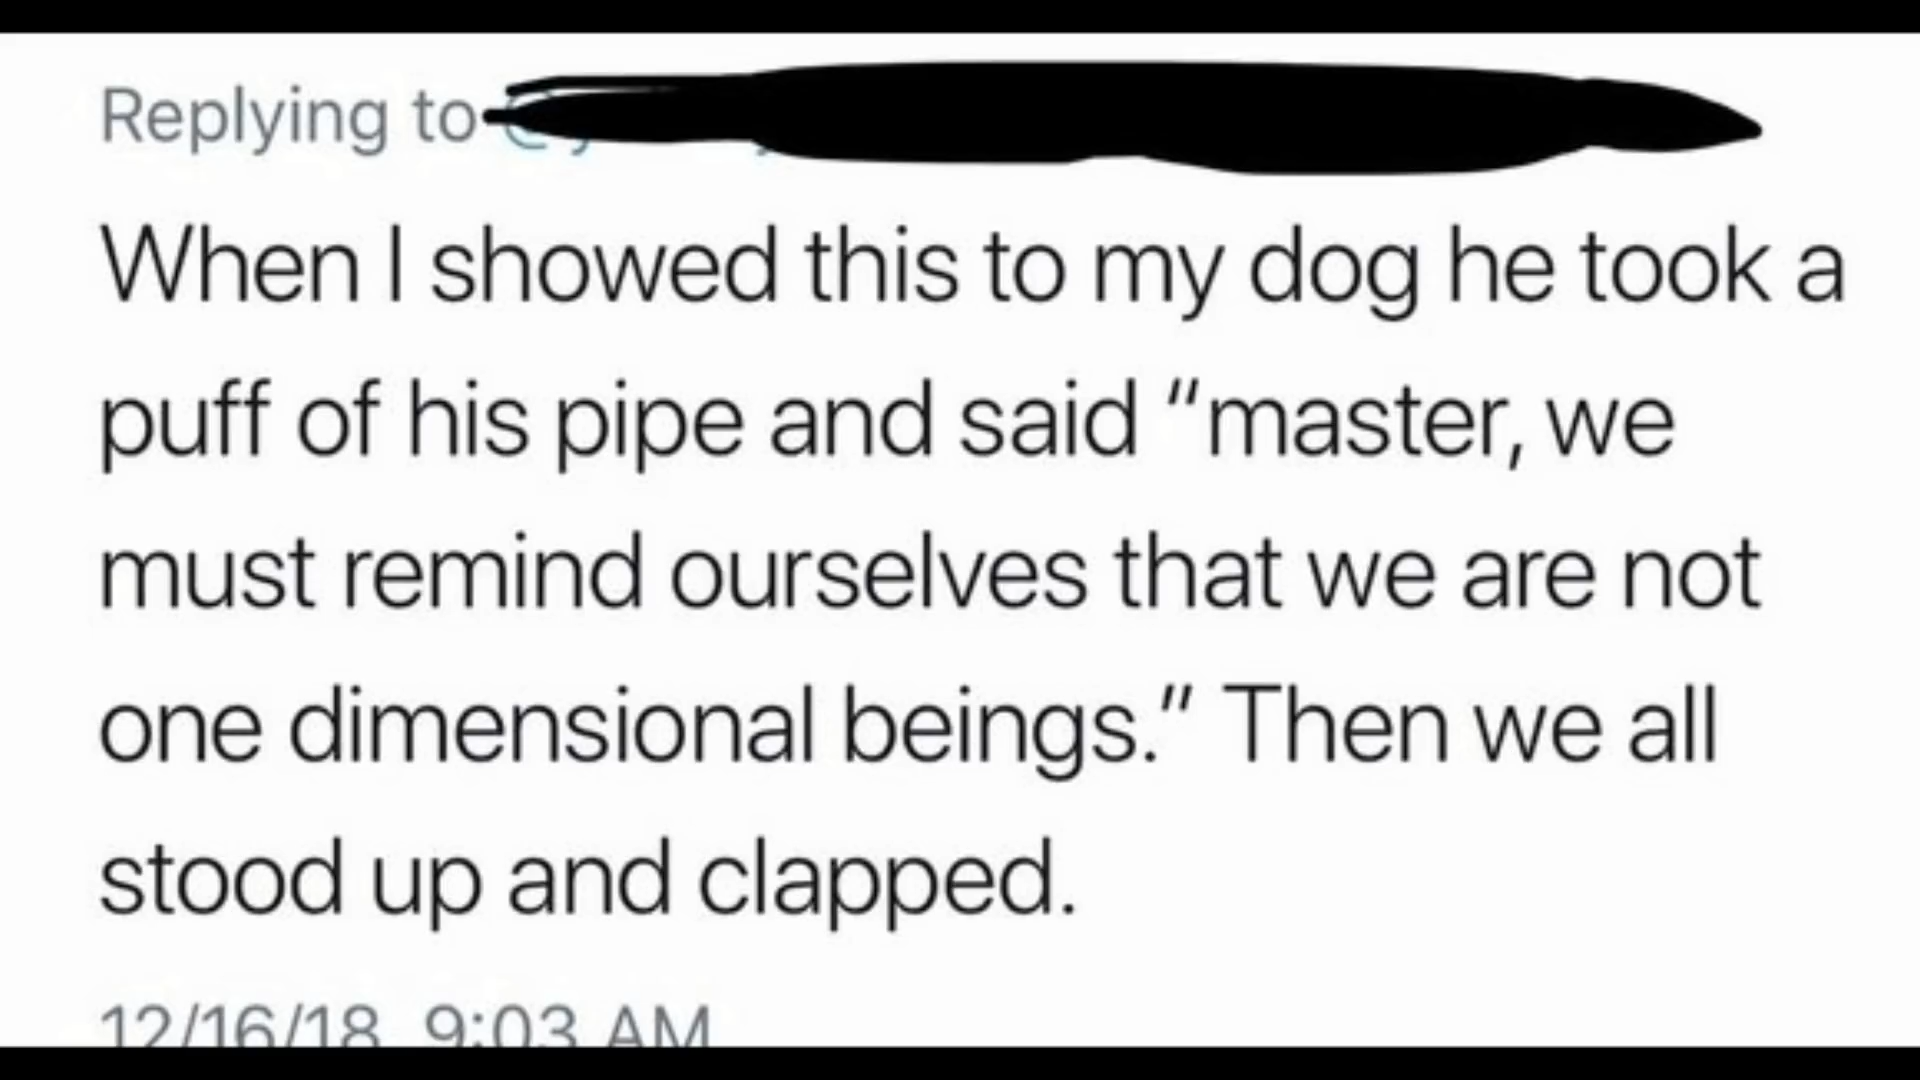 Replying to
When I showed this to my dog he took a
puff of his pipe and said “master, we
must remind ourselves that we are not
one dimensional beings.” Then we all
stood up and clapped.
12/16/18, 9:03 AM